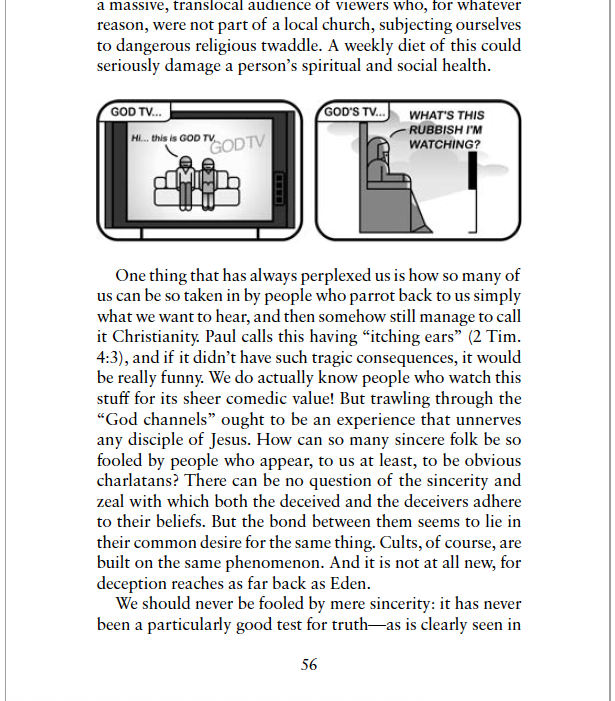 a massive, translocal audience of viewers who, for whatever
reason, were not part of a local church, subjecting ourselves
to dangerous religious twaddle. A weekly diet of this could
seriously damage a person’s spiritual and social health.
GOD TV...
Hi... this is GOD TV
GOD TV
GOD'S TV...
WHAT'S THIS
RUBBISH I'M
WATCHING?
One thing that has always perplexed us is how so many of
us can be so taken in by people who parrot back to us simply
what we want to hear, and then somehow still manage to call
it Christianity. Paul calls this having “itching ears” (2 Tim.
4:3), and if it didn’t have such tragic consequences, it would
be really funny. We do actually know people who watch this
stuff for its sheer comedic value! But trawling through the
“God channels” ought to be an experience that unnerves
any disciple of Jesus. How can so many sincere folk be so
fooled by people who appear, to us at least, to be obvious
charlatans? There can be no question of the sincerity and
zeal with which both the deceived and the deceivers adhere
to their beliefs. But the bond between them seems to lie in
their common desire for the same thing. Cults, of course, are
built on the same phenomenon. And it is not at all new, for
deception reaches as far back as Eden.
We should never be fooled by mere sincerity: it has never
been a particularly good test for truth—as is clearly seen in
56